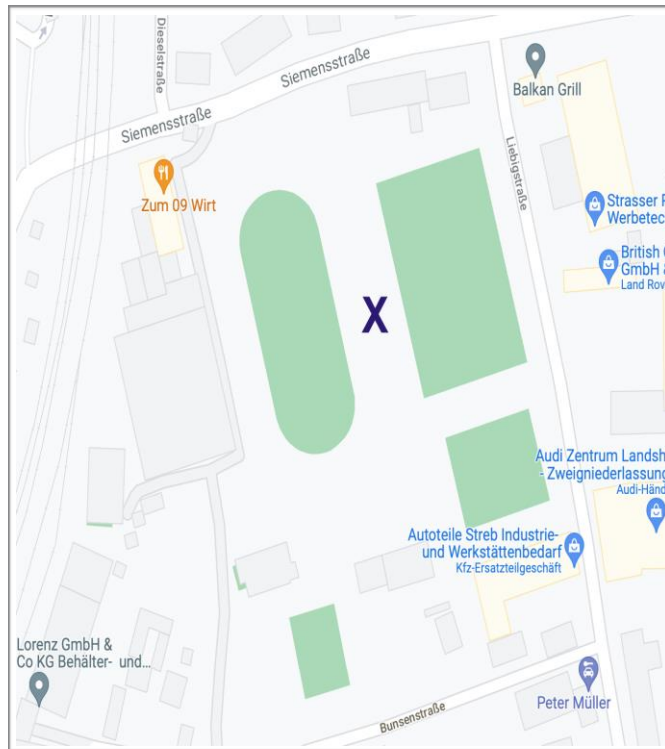 Dieselstraße
Siemensstraße
Siemensstraße
Balkan Grill
Liebigstraße
Zum 09 Wirt
Strasser
Werbetec
British
GmbH &
Land Rov
X
Audi Zentrum Landsh
- Zweigniederlassung
Audi-Händ
Autoteile Streb Industrie-
und Werkstättenbedarf
Kfz-Ersatzteilgeschäft
Lorenz GmbH &
Co KG Behälter- und...
Peter Müller
Bunsenstraße